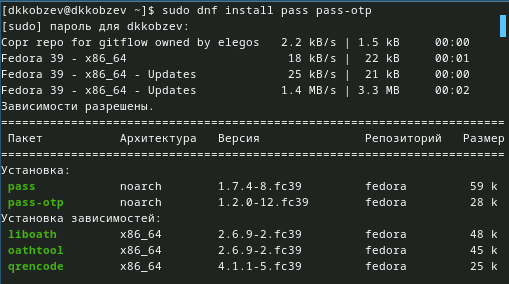 [dkkobzev@dkkobzev ~]$ sudo dnf install pass pass-otp
[sudo] пароль для dkkobzev:
Copr repo for gitflow owned by elegos   2.2 kB/s | 1.5 kB     00:00
Fedora 39 - x86_64                       18 kB/s |  22 kB     00:01
Fedora 39 - x86_64 - Updates             25 kB/s |  21 kB     00:00
Fedora 39 - x86_64 - Updates            1.4 MB/s | 3.3 MB     00:02
Зависимости разрешены.
========================================================================
 Пакет           Архитектура   Версия               Репозиторий   Размер
========================================================================
Установка:
 pass            noarch        1.7.4-8.fc39         fedora         59 k
 pass-otp        noarch        1.2.0-12.fc39        fedora         28 k
Установка зависимостей:
 liboath         x86_64        2.6.9-2.fc39         fedora         48 k
 oathtool        x86_64        2.6.9-2.fc39         fedora         45 k
 qrencode        x86_64        4.1.1-5.fc39         fedora         25 k